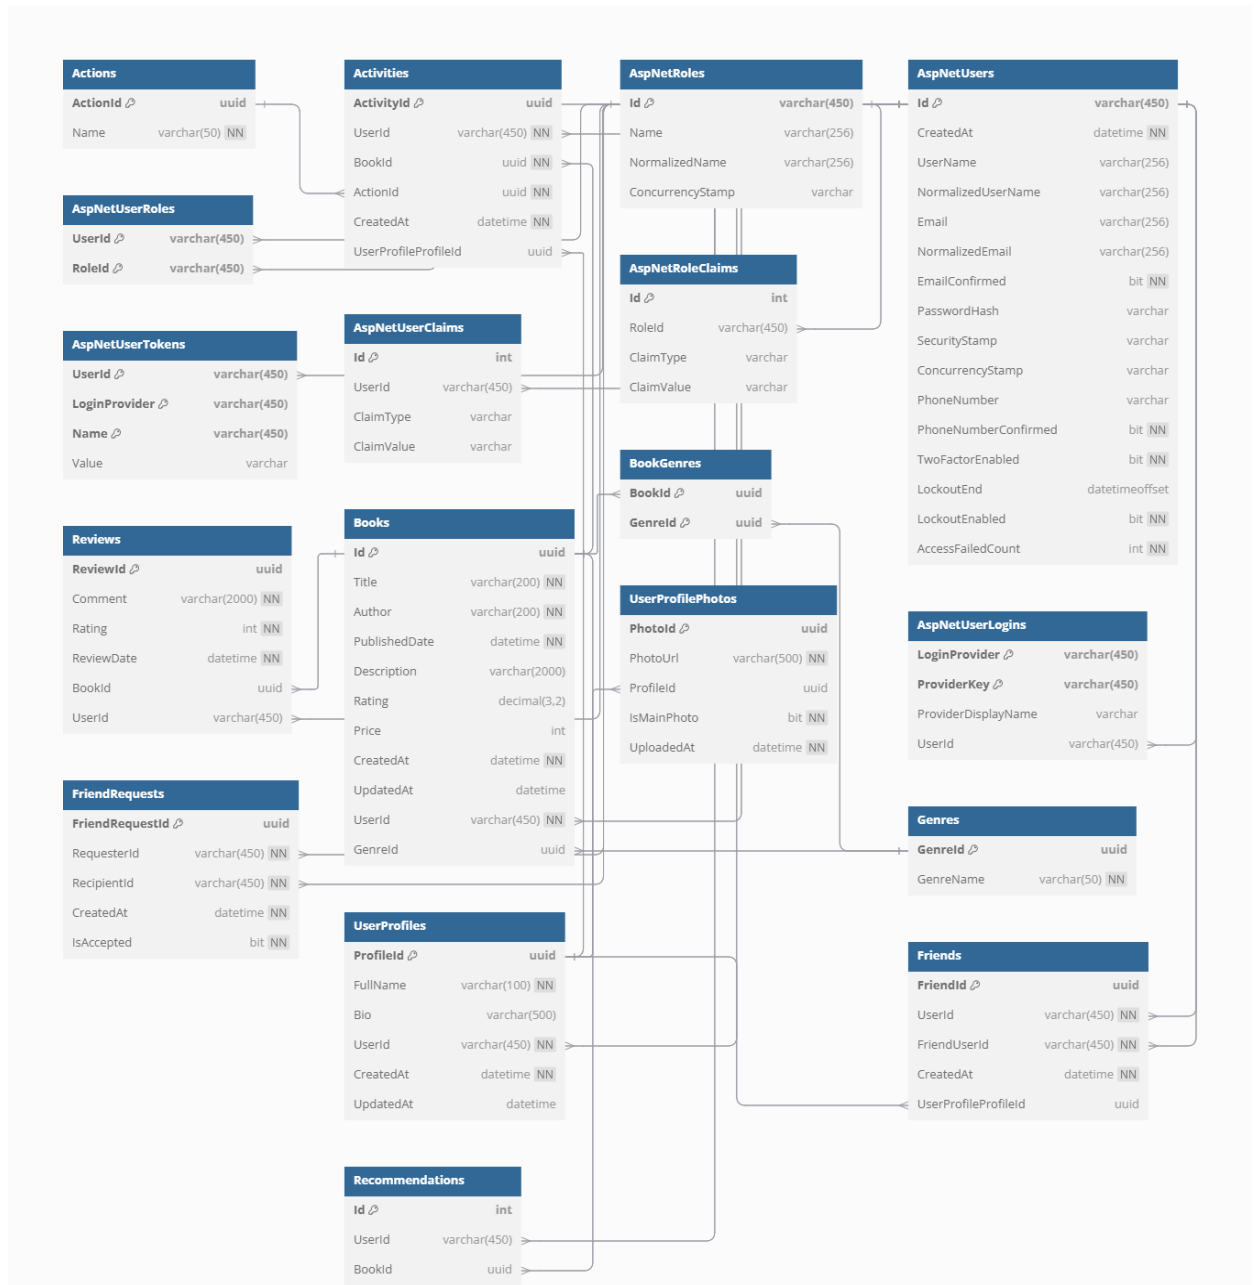 Actions
ActionId uuid
Name varchar(50) NN
AspNetUserRoles
UserId varchar(450)
RoleId varchar(450)
AspNetUserTokens
UserId varchar(450)
LoginProvider varchar(450)
Name varchar(450)
Value varchar
Reviews
ReviewId uuid
Comment varchar(2000) NN
Rating int NN
ReviewDate datetime NN
BookId uuid
UserId varchar(450)
FriendRequests
FriendRequestId uuid
RequesterId varchar(450) NN
RecipientId varchar(450) NN
CreatedAt datetime NN
IsAccepted bit NN
Activities
ActivityId uuid
UserId varchar(450) NN
BookId uuid NN
ActionId uuid NN
CreatedAt datetime NN
UserProfileProfileId uuid
AspNetUserClaims
Id int
UserId varchar(450)
ClaimType varchar
ClaimValue varchar
Books
Id uuid
Title varchar(200) NN
Author varchar(200) NN
PublishedDate datetime NN
Description varchar(2000)
Rating decimal(3,2)
Price int
CreatedAt datetime NN
UpdatedAt datetime
UserId varchar(450) NN
GenreId uuid
UserProfiles
ProfileId uuid
FullName varchar(100) NN
Bio varchar(500)
UserId varchar(450) NN
CreatedAt datetime NN
UpdatedAt datetime
Recommendations
Id int
UserId varchar(450)
BookId uuid
AspNetRoles
Id varchar(450)
Name varchar(256)
NormalizedName varchar(256)
ConcurrencyStamp varchar
AspNetRoleClaims
Id int
RoleId varchar(450)
ClaimType varchar
ClaimValue varchar
BookGenres
BookId uuid
GenreId uuid
UserProfilePhotos
PhotoId uuid
PhotoUrl varchar(500) NN
ProfileId uuid
IsMainPhoto bit NN
UploadedAt datetime NN
AspNetUsers
Id varchar(450)
CreatedAt datetime NN
UserName varchar(256)
NormalizedUserName varchar(256)
Email varchar(256)
NormalizedEmail varchar(256)
EmailConfirmed bit NN
PasswordHash varchar
SecurityStamp varchar
ConcurrencyStamp varchar
PhoneNumber varchar
PhoneNumberConfirmed bit NN
TwoFactorEnabled bit NN
LockoutEnd datetimeoffset
LockoutEnabled bit NN
AccessFailedCount int NN
AspNetUserLogins
LoginProvider varchar(450)
ProviderKey varchar(450)
ProviderDisplayName varchar
UserId varchar(450)
Genres
GenreId uuid
GenreName varchar(50) NN
Friends
FriendId uuid
UserId varchar(450) NN
FriendUserId varchar(450) NN
CreatedAt datetime NN
UserProfileProfileId uuid